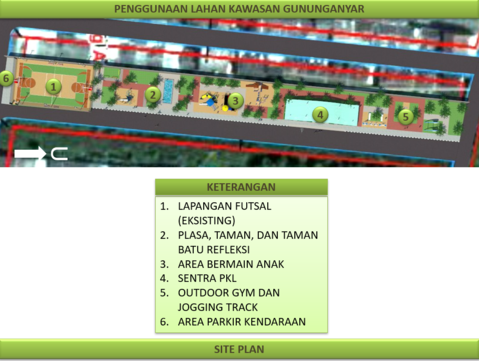 PENGGUNAAN LAHAN KAWASAN GUNUNGANYAR
6
1
2
3
4
5
KETERANGAN
1. LAPANGAN FUTSAL
(EKSISTING)
2. PLASA, TAMAN, DAN TAMAN
BATU REFLEKSI
3. AREA BERMAIN ANAK
4. SENTRA PKL
5. OUTDOOR GYM DAN
JOGGING TRACK
6. AREA PARKIR KENDARAAN
SITE PLAN